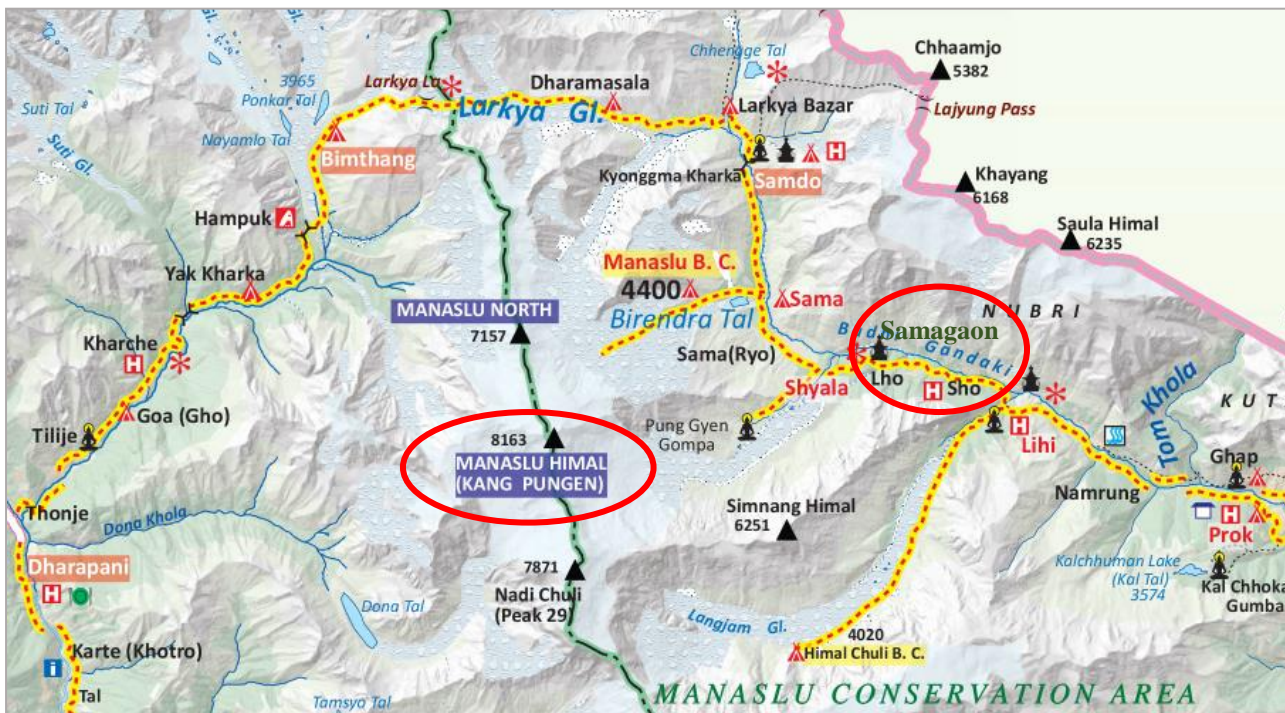 Suti Tal
Suti Gl.
Gl.
3965
Ponkar Tal
Nayamlo Tal
Larkya La
Larkya Gl.
Dharamasala
Chhengge Tal
Larkya Bazar
Chhaamjo
5382
Lajyung Pass
Bimthang
Kyonggma Kharka
Samdo
H
Khayang
6168
Saula Himal
6235
Hampuk
Yak Kharka
Manaslu B. C.
4400
Birendra Tal
Sama
MANASLU NORTH
7157
Sama(Ryo)
NUBRI
Samagaon
Gandaki
Kharche
H
Shyala
Lho
H
Sho
Tom Khola
KUT
Goa (Gho)
Tilije
Pung Gyen
Gompa
8163
MANASLU HIMAL
(KANG PUNGEN)
H
Lihi
Ghap
Namrung
H
Prok
Simnang Himal
6251
Thonje
Dona Khola
Dharapani
H
7871
Nadi Chuli
(Peak 29)
Dona Tal
Kalchhuman Lake
(Kal Tal)
3574
Kal Chhoka
Gumba
Langjam Gl.
4020
Himal Chuli B. C.
Karte (Khotro)
i
Tal
Tamsya Tal
MANASLU CONSERVATION AREA